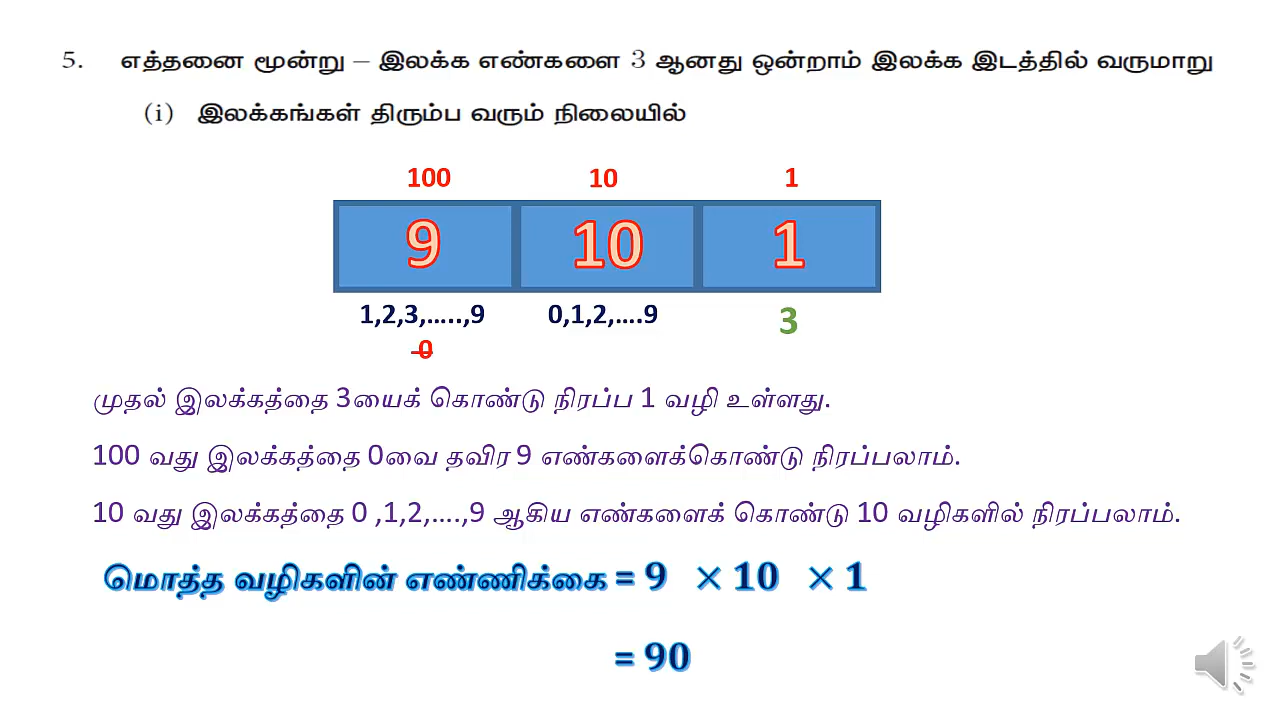 5. எத்தனை மூன்று – இலக்க எண்களை 3 ஆனது ஒன்றாம் இலக்க இடத்தில் வருமாறு
(i) இலக்கங்கள் திரும்ப வரும் நிலையில்
100 10 1
9 10 1
1,2,3,…..,9 0,1,2,….9 3
0
முதல் இலக்கத்தை 3யைக் கொண்டு நிரப்ப 1 வழி உள்ளது.
100 வது இலக்கத்தை 0வை தவிர 9 எண்களைக்கொண்டு நிரப்பலாம்.
10 வது இலக்கத்தை 0 ,1,2,….,9 ஆகிய எண்களைக் கொண்டு 10 வழிகளில் நிரப்பலாம்.
மொத்த வழிகளின் எண்ணிக்கை = 9 × 10 × 1
= 90